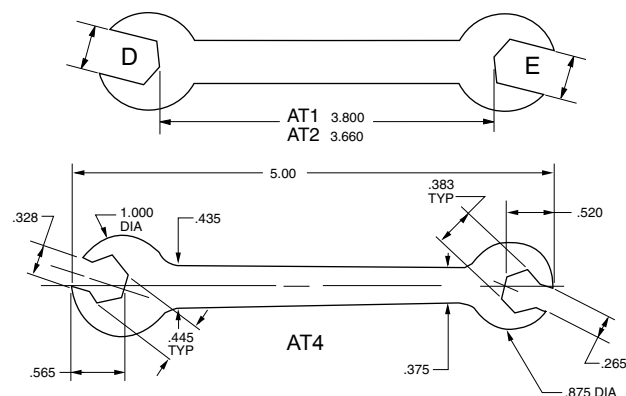 D
E
AT1 3.800
AT2 3.660
5.00
.383
TYP
.520
.328
1.000
DIA
.435
.445
TYP
AT4
.565
.375
.265
.875 DIA